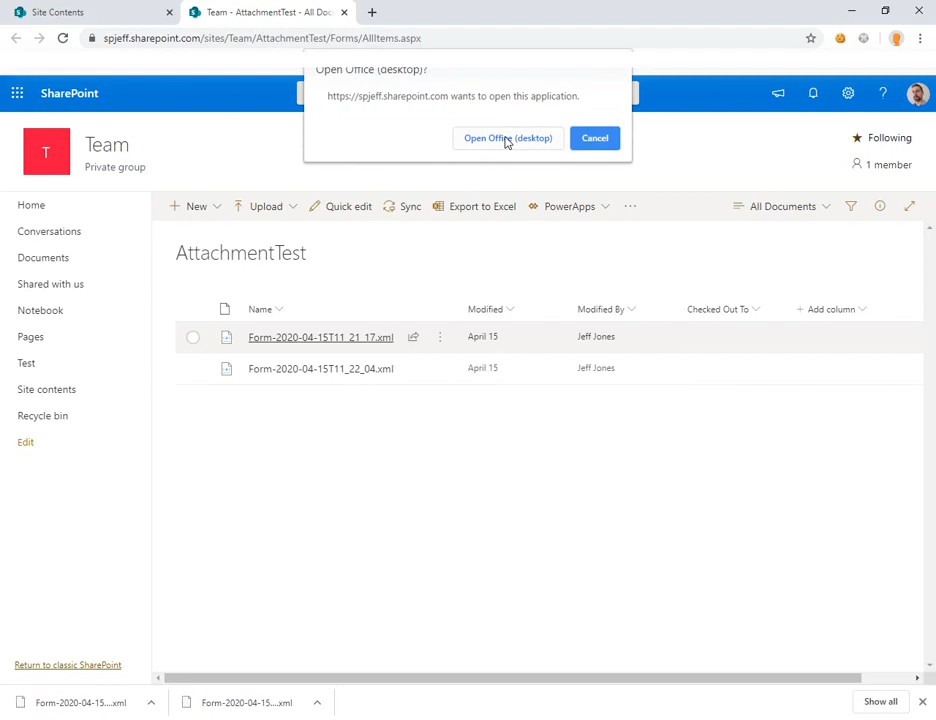 Site Contents
Team - AttachmentTest - All Doc
spjeff.sharepoint.com/sites/Team/AttachmentTest/Forms/AllItems.aspx
Open Office (desktop)?
https://spjeff.sharepoint.com wants to open this application.
Open Office (desktop)
Cancel
SharePoint
?
T
Team
Private group
Following
1 member
New
Upload
Quick edit
Sync
Export to Excel
PowerApps
All Documents
Home
Conversations
Documents
Shared with us
Notebook
Pages
Test
Site contents
Recycle bin
Edit
AttachmentTest
Name
Modified
Modified By
Checked Out To
+ Add column
Form-2020-04-15T11_21_17.xml
April 15
Jeff Jones
Form-2020-04-15T11_22_04.xml
April 15
Jeff Jones
Return to classic SharePoint
Form-2020-04-15....xml
Form-2020-04-15....xml
Show all